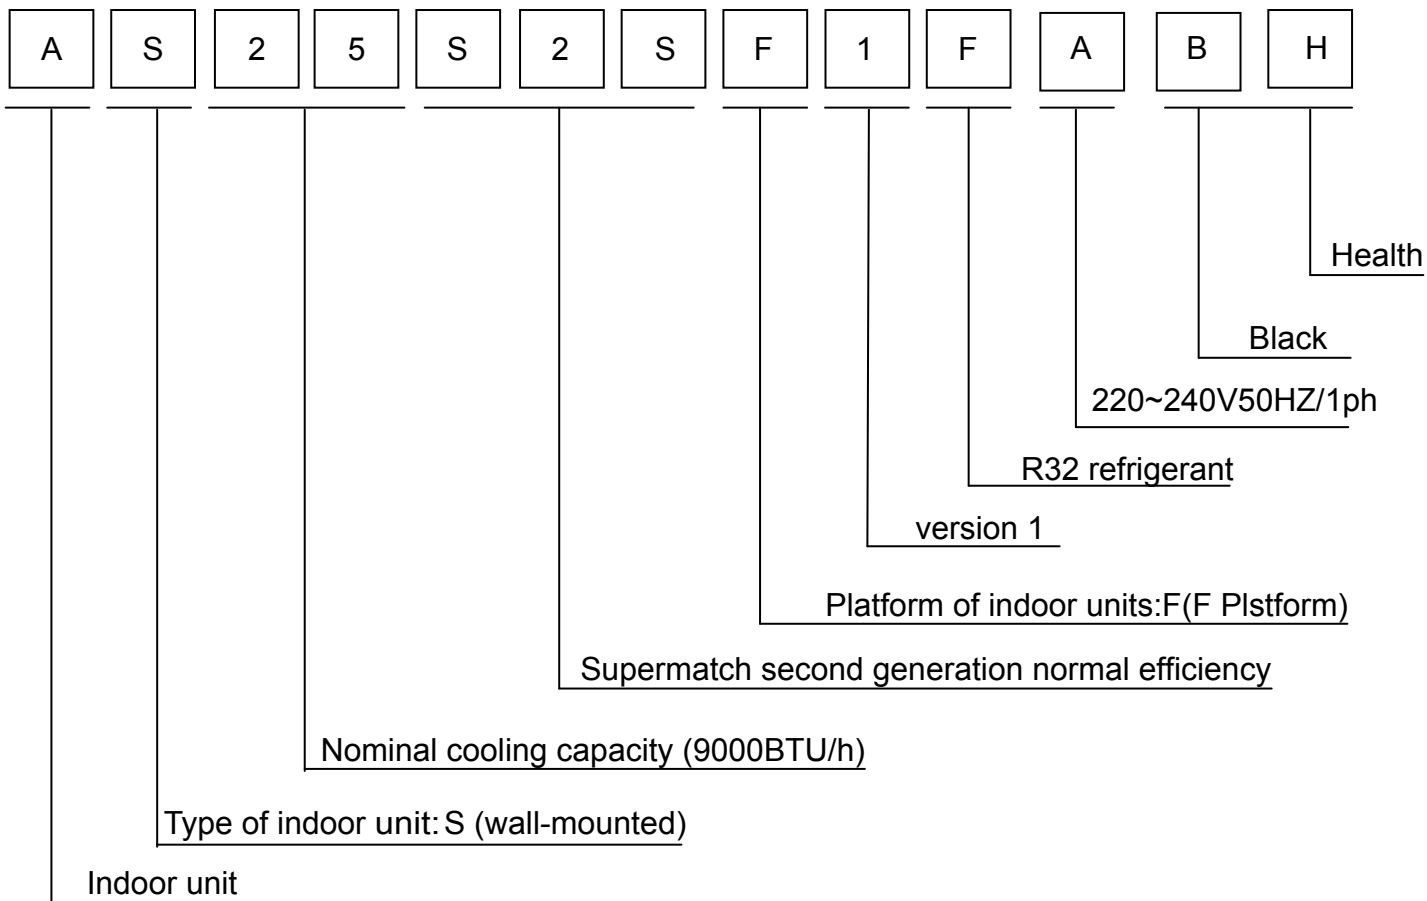 A S 2 5 S 2 S F 1 F A B H
Health
Black
220~240V50HZ/1ph
R32 refrigerant
version 1
Platform of indoor units:F(F Plstform)
Supermatch second generation normal efficiency
Nominal cooling capacity (9000BTU/h)
Type of indoor unit: S (wall-mounted)
Indoor unit